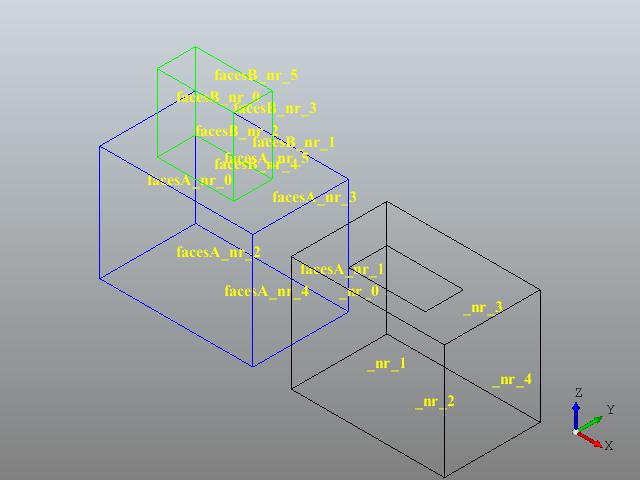 facesB_nr_5
facesB_nr_0
facesB_nr_3
facesB_nr_2
facesB_nr_1
facesA_nr_5
facesB_nr_4
facesA_nr_0
facesA_nr_3
facesA_nr_2
facesA_nr_1
facesA_nr_4
_nr_0
_nr_3
_nr_1
_nr_4
_nr_2
Z
Y
X